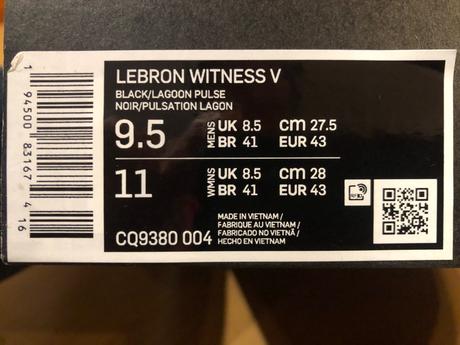 LEBRON WITNESS V
BLACK/LAGOON PULSE
NOIR/PULSATION LAGON
9.5 MENS UK 8.5 CM 27.5
BR 41 EUR 43
11 WMNS UK 8.5 CM 28
BR 41 EUR 43
MADE IN VIETNAM /
FABRIQUE AU VIETNAM /
FABRICADO NO VIETNÃ /
HECHO EN VIETNAM
CQ9380 004
1 94500 83167 4 16